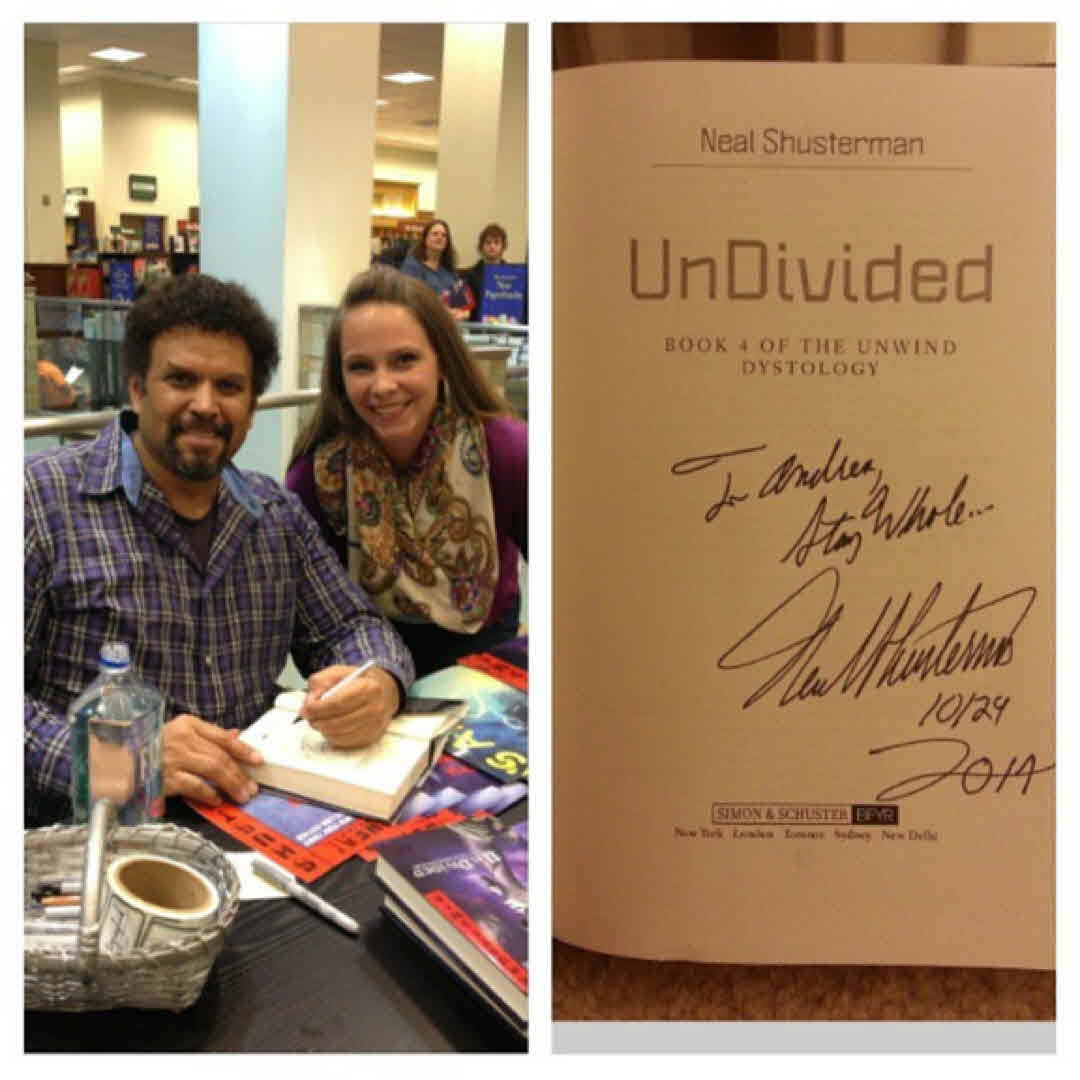 Neal Shusterman
UnDivided
BOOK 4 OF THE UNWIND
DYSTOLOGY
To Andrea,
Stay Whole...
Neal Shusterman
10/24
2014
SIMON & SCHUSTER BFYR
New York London Toronto Sydney New Delhi
UNDIVIDED